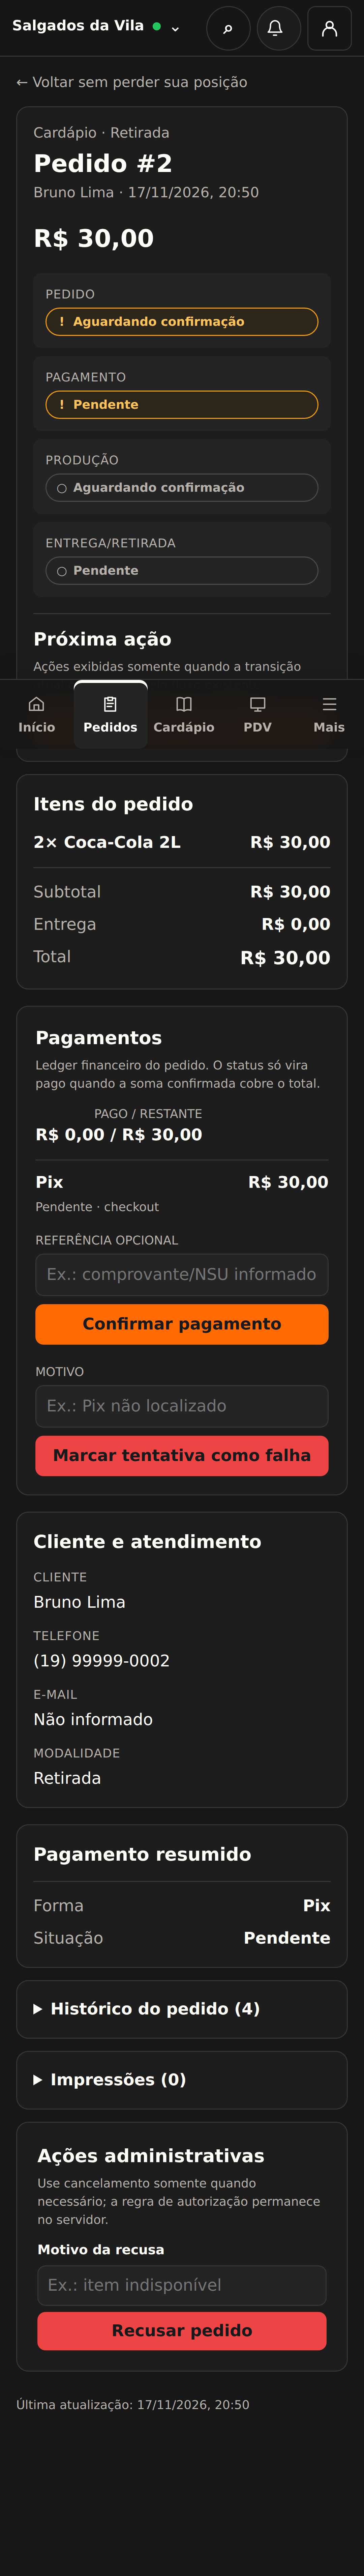 Salgados da Vila
← Voltar sem perder sua posição
Cardápio · Retirada
Pedido #2
Bruno Lima · 17/11/2026, 20:50
R$ 30,00
PEDIDO
! Aguardando confirmação
PAGAMENTO
! Pendente
PRODUÇÃO
○ Aguardando confirmação
ENTREGA/RETIRADA
○ Pendente
Próxima ação
Ações exibidas somente quando a transição
Início
Pedidos
Cardápio
PDV
Mais
Itens do pedido
2× Coca-Cola 2L R$ 30,00
Subtotal R$ 30,00
Entrega R$ 0,00
Total R$ 30,00
Pagamentos
Ledger financeiro do pedido. O status só vira
pago quando a soma confirmada cobre o total.
PAGO / RESTANTE
R$ 0,00 / R$ 30,00
Pix R$ 30,00
Pendente · checkout
REFERÊNCIA OPCIONAL
Ex.: comprovante/NSU informado
Confirmar pagamento
MOTIVO
Ex.: Pix não localizado
Marcar tentativa como falha
Cliente e atendimento
CLIENTE
Bruno Lima
TELEFONE
(19) 99999-0002
E-MAIL
Não informado
MODALIDADE
Retirada
Pagamento resumido
Forma Pix
Situação Pendente
▶ Histórico do pedido (4)
▶ Impressões (0)
Ações administrativas
Use cancelamento somente quando
necessário; a regra de autorização permanece
no servidor.
Motivo da recusa
Ex.: item indisponível
Recusar pedido
Última atualização: 17/11/2026, 20:50